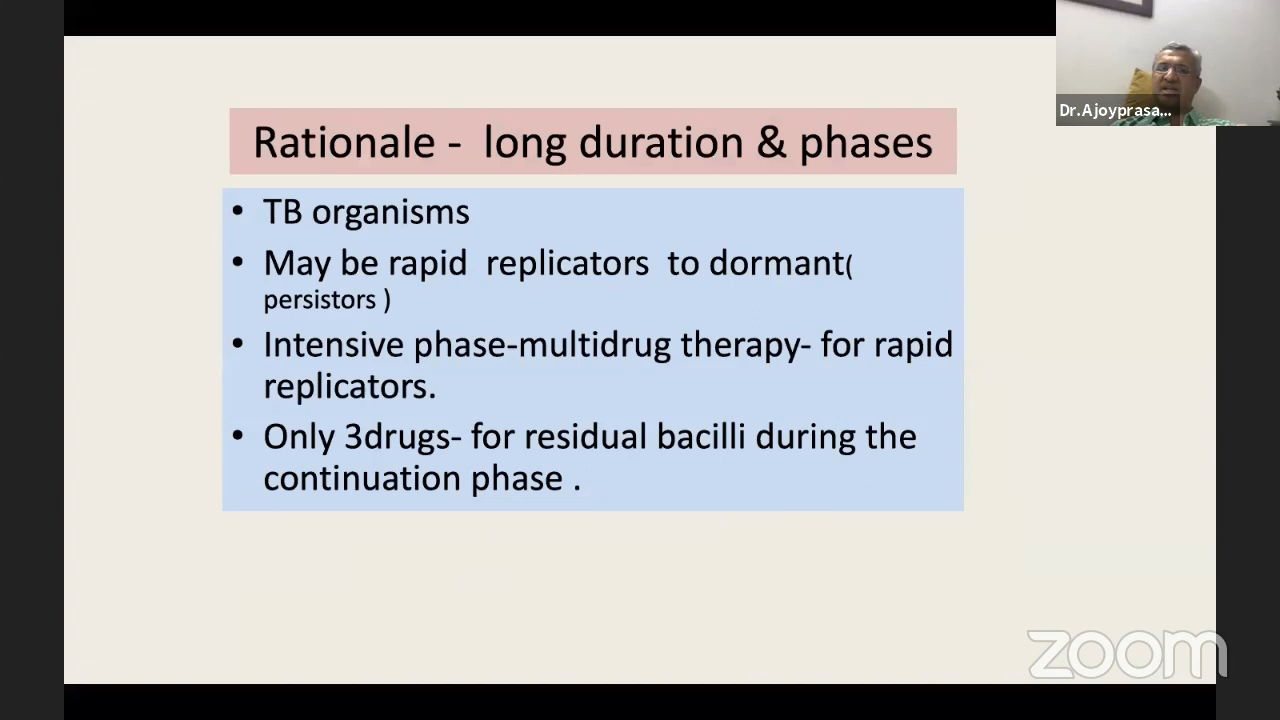 Dr.Ajoyprasa...
Rationale - long duration & phases
• TB organisms
• May be rapid replicators to dormant(
persistors )
• Intensive phase-multidrug therapy- for rapid
replicators.
• Only 3drugs- for residual bacilli during the
continuation phase .
zoom